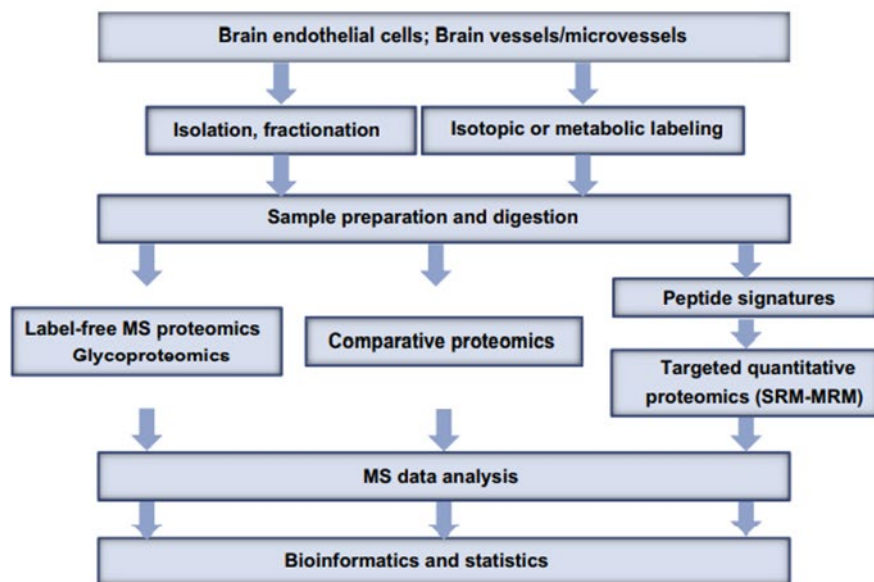 Brain endothelial cells; Brain vessels/microvessels
Isolation, fractionation
Isotopic or metabolic labeling
Sample preparation and digestion
Label-free MS proteomics
Glycoproteomics
Comparative proteomics
Peptide signatures
Targeted quantitative
proteomics (SRM-MRM)
MS data analysis
Bioinformatics and statistics